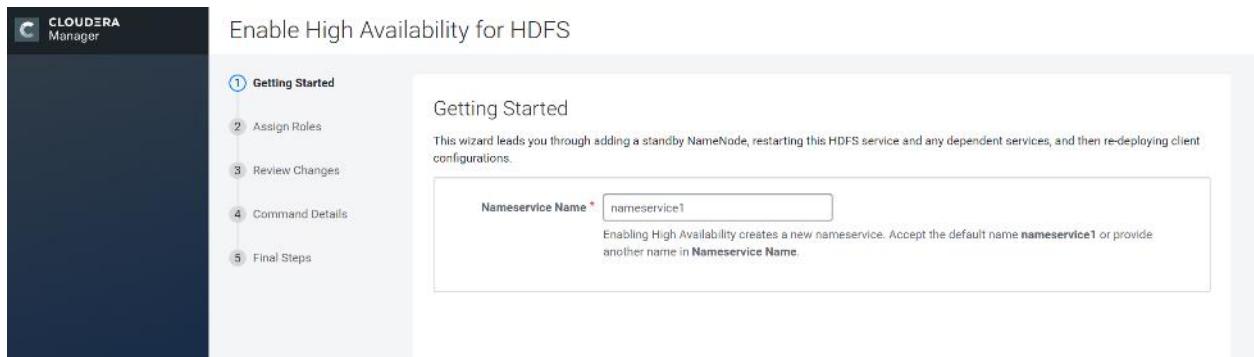 CLOUDERA
Manager
Enable High Availability for HDFS
1 Getting Started
2 Assign Roles
3 Review Changes
4 Command Details
5 Final Steps
Getting Started
This wizard leads you through adding a standby NameNode, restarting this HDFS service and any dependent services, and then re-deploying client
configurations.
Nameservice Name * nameservice1
Enabling High Availability creates a new nameservice. Accept the default name nameservice1 or provide
another name in Nameservice Name.